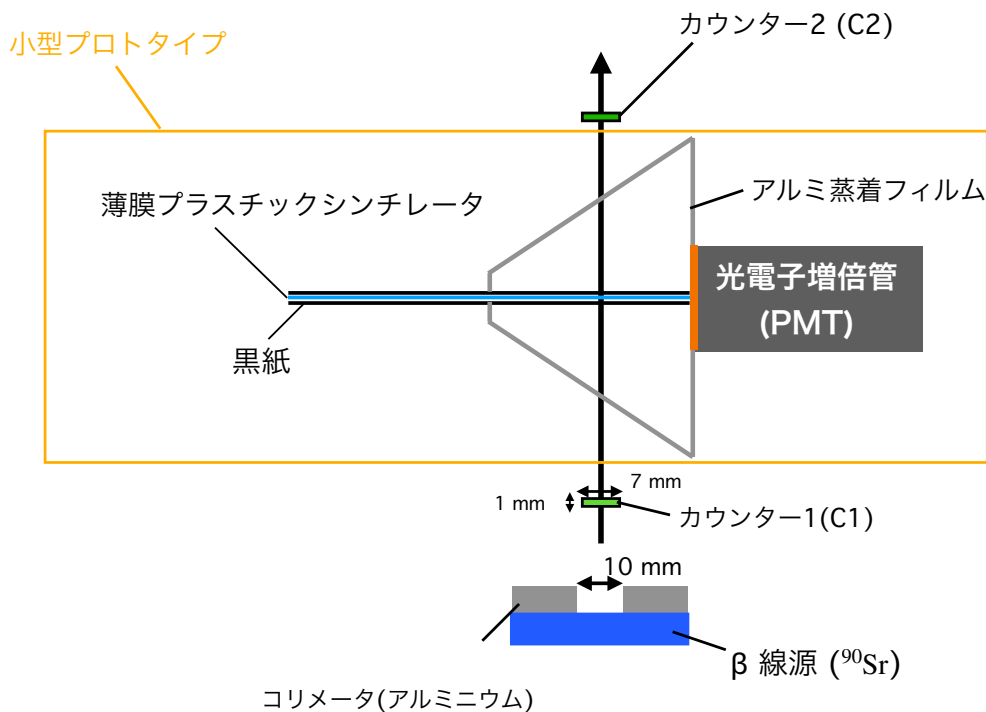 カウンター2 (C2)
小型プロトタイプ
アルミ蒸着フィルム
薄膜プラスチックシンチレータ
光電子増倍管
(PMT)
黒紙
7 mm
1 mm
カウンター1(C1)
10 mm
β 線源 (⁹⁰Sr)
コリメータ(アルミニウム)